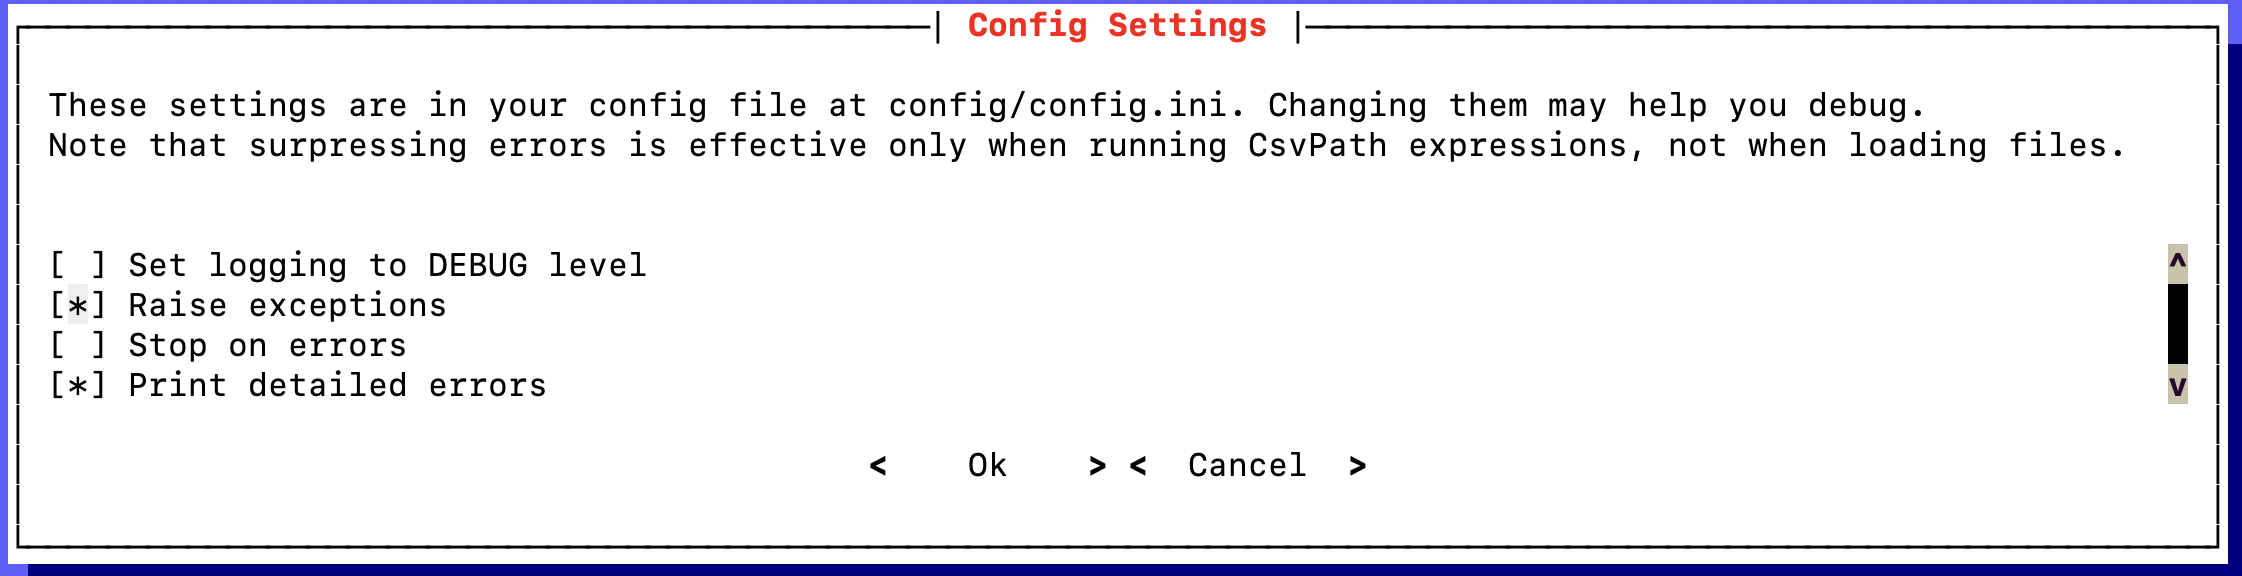 Config Settings
These settings are in your config file at config/config.ini. Changing them may help you debug.
Note that surpressing errors is effective only when running CsvPath expressions, not when loading files.
[ ] Set logging to DEBUG level
[*] Raise exceptions
[ ] Stop on errors
[*] Print detailed errors
^
v
< Ok > < Cancel >